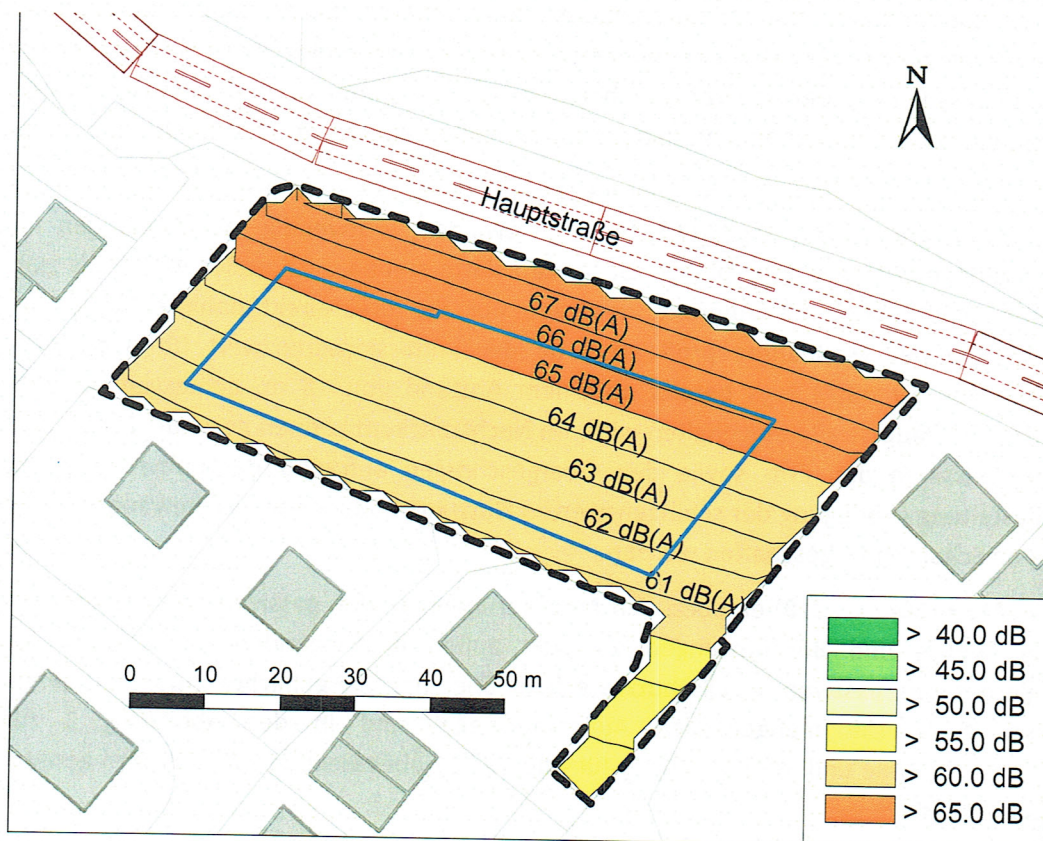 N
Hauptstraße
67 dB(A)
66 dB(A)
65 dB(A)
64 dB(A)
63 dB(A)
62 dB(A)
61 dB(A)
0 10 20 30 40 50 m
> 40.0 dB
> 45.0 dB
> 50.0 dB
> 55.0 dB
> 60.0 dB
> 65.0 dB